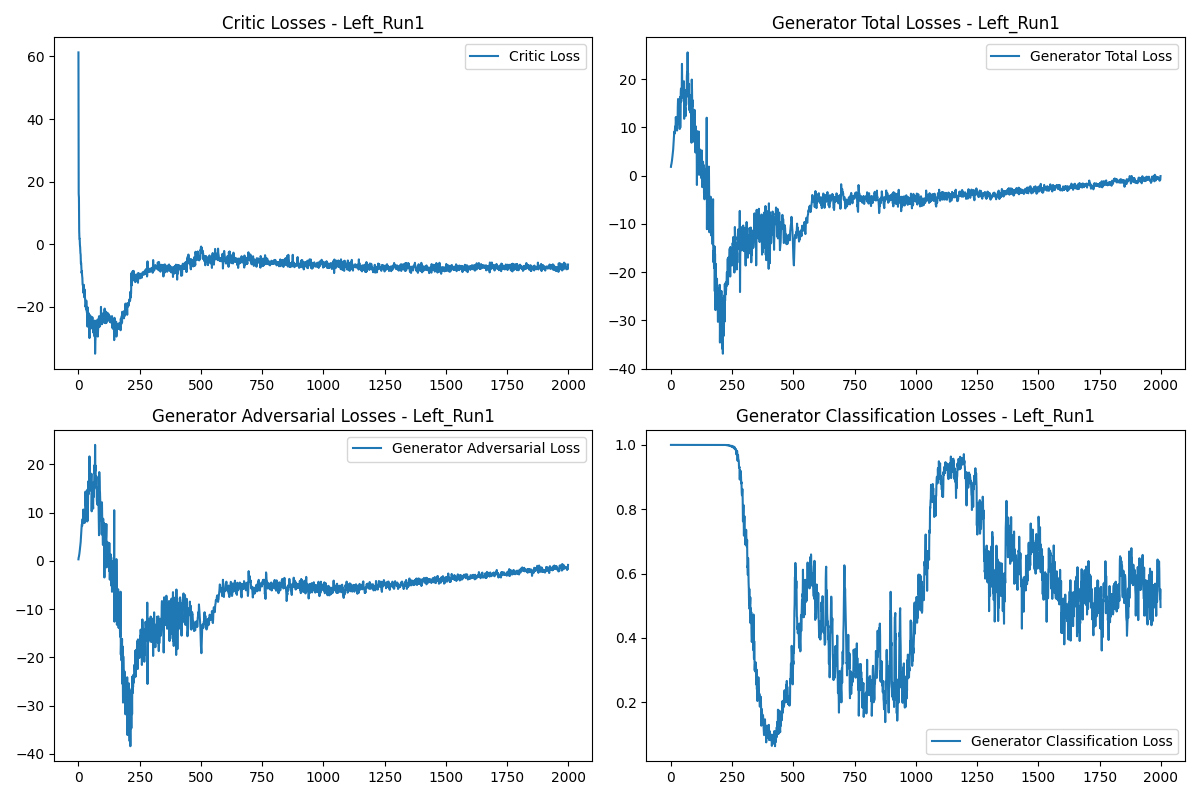 Critic Losses - Left_Run1
Critic Loss
60
40
20
0
−20
0 250 500 750 1000 1250 1500 1750 2000
Generator Total Losses - Left_Run1
Generator Total Loss
20
10
0
−10
−20
−30
−40
0 250 500 750 1000 1250 1500 1750 2000
Generator Adversarial Losses - Left_Run1
Generator Adversarial Loss
20
10
0
−10
−20
−30
−40
0 250 500 750 1000 1250 1500 1750 2000
Generator Classification Losses - Left_Run1
1.0
0.8
0.6
0.4
0.2
Generator Classification Loss
0 250 500 750 1000 1250 1500 1750 2000